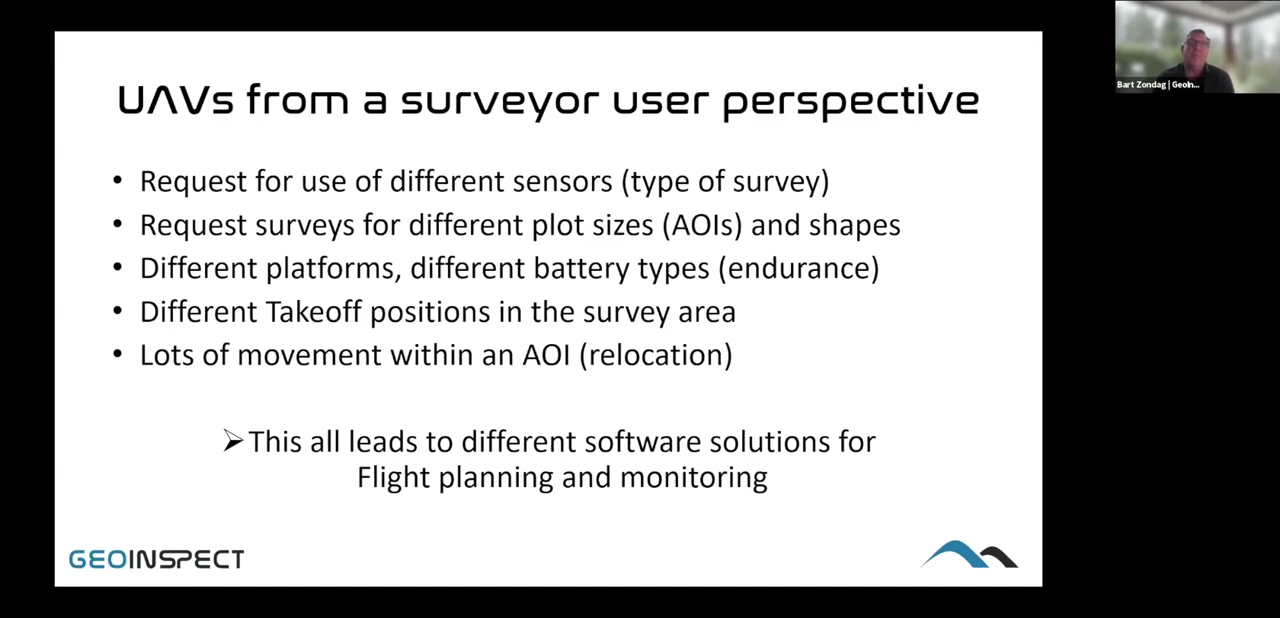 UAVs from a surveyor user perspective
• Request for use of different sensors (type of survey)
• Request surveys for different plot sizes (AOIs) and shapes
• Different platforms, different battery types (endurance)
• Different Takeoff positions in the survey area
• Lots of movement within an AOI (relocation)
➢This all leads to different software solutions for
Flight planning and monitoring
GEOINSPECT
Bart Zondag | GeoIn...